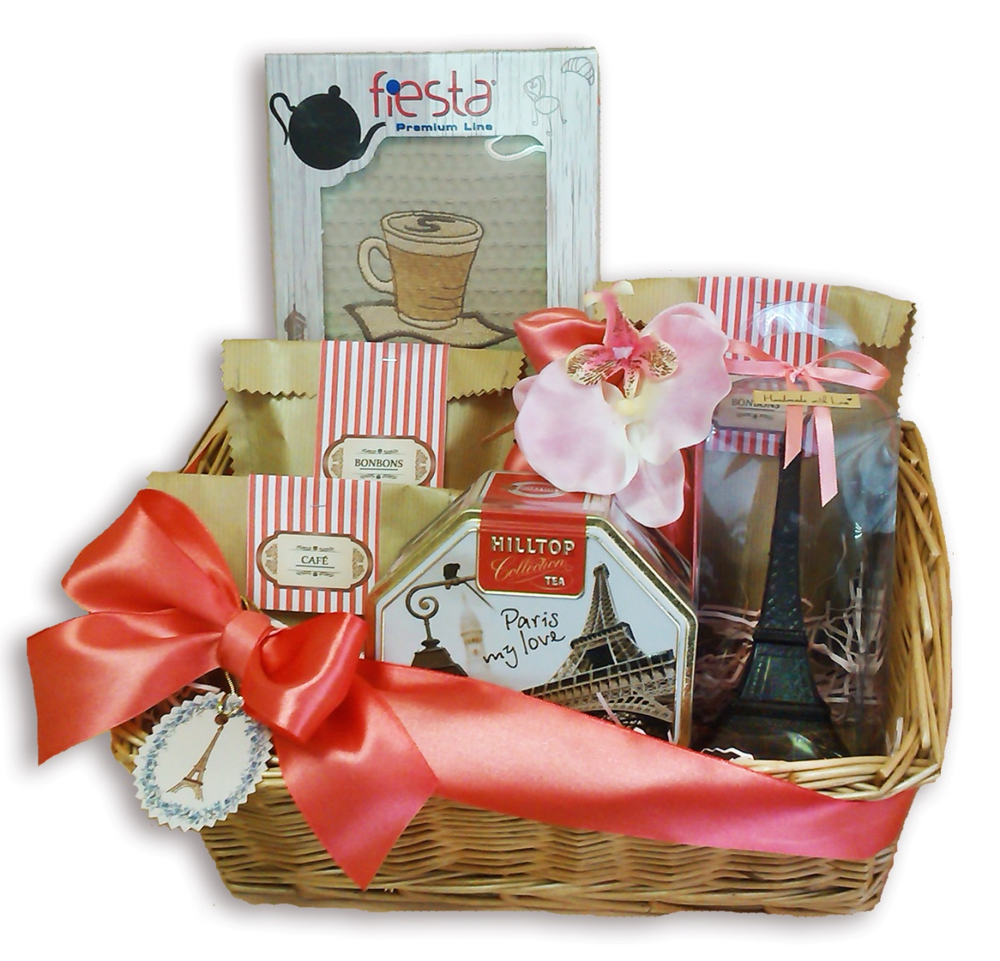 fiesta
Premium Line
BONBONS
CAFÉ
HILLTOP
Collection
TEA
Paris
my love
Handmade with Love
BONBONS